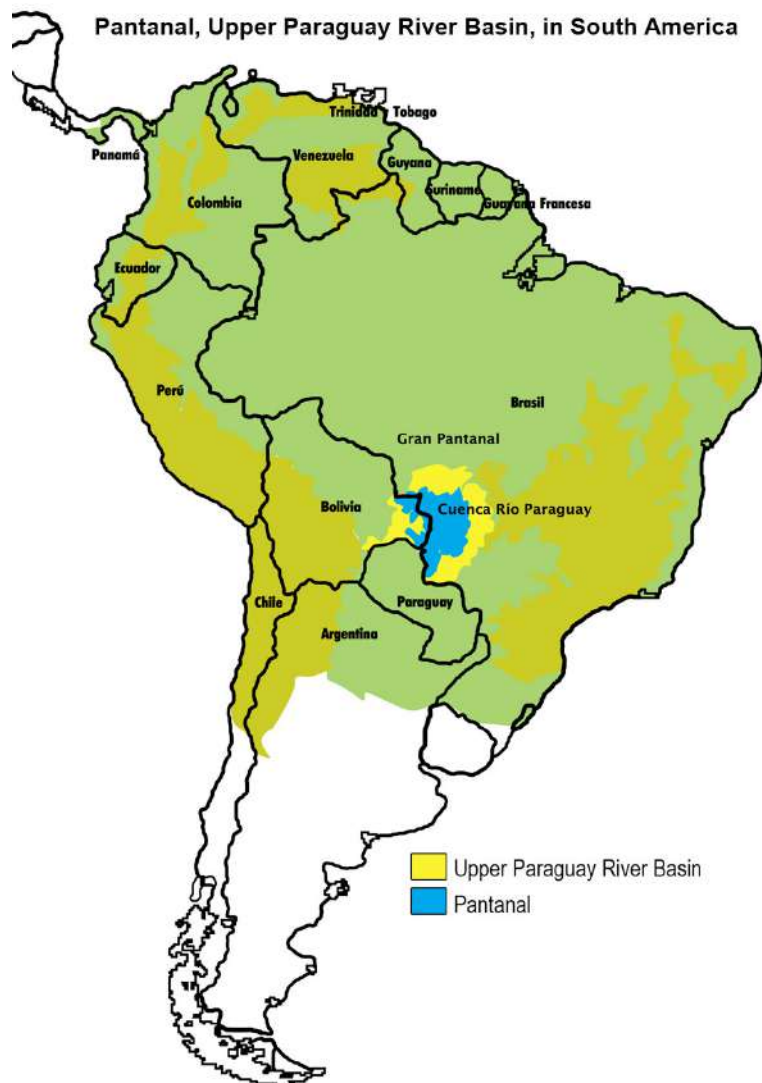 Pantanal, Upper Paraguay River Basin, in South America
Trinidad y Tobago
Panamá
Venezuela
Guyana
Suriname
Guayana Francesa
Colombia
Ecuador
Perú
Brasil
Gran Pantanal
Bolivia
Cuenca Río Paraguay
Chile
Paraguay
Argentina
Upper Paraguay River Basin
Pantanal